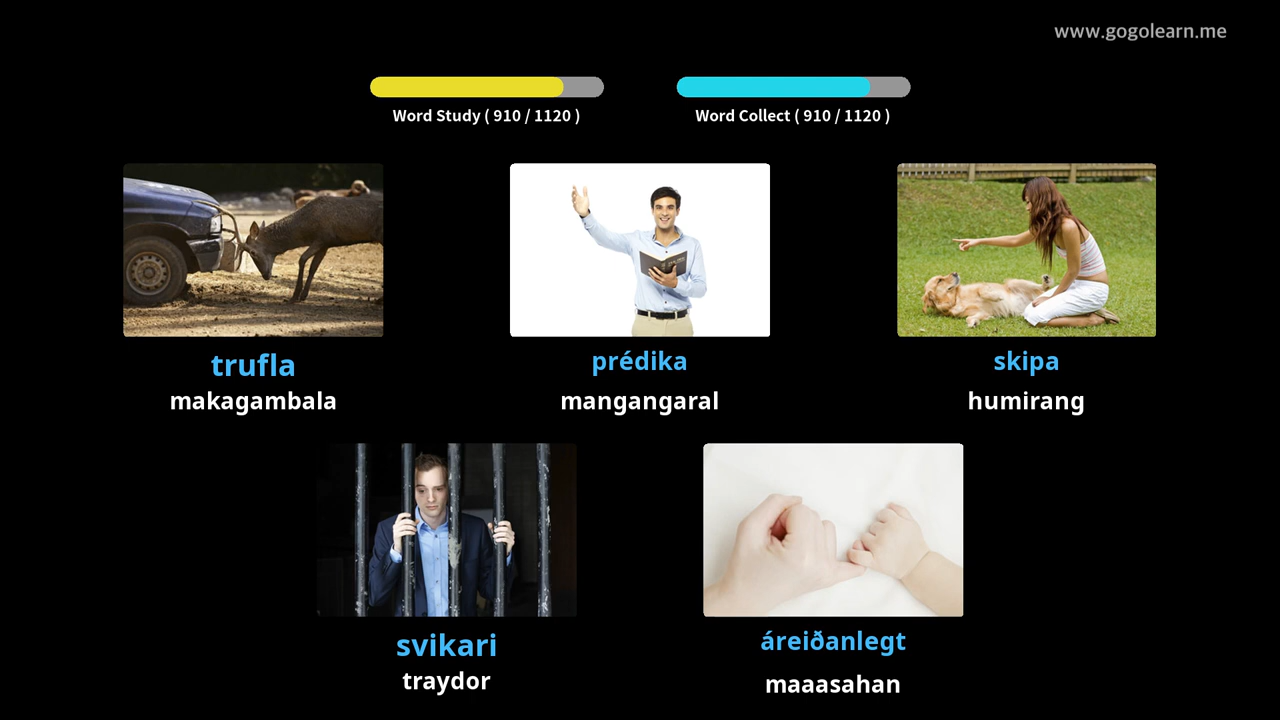 www.gogolearn.me
Word Study ( 910 / 1120 )
Word Collect ( 910 / 1120 )
trufla
makagambala
prédika
mangangaral
skipa
humirang
svikari
traydor
áreiðanlegt
maaasahan